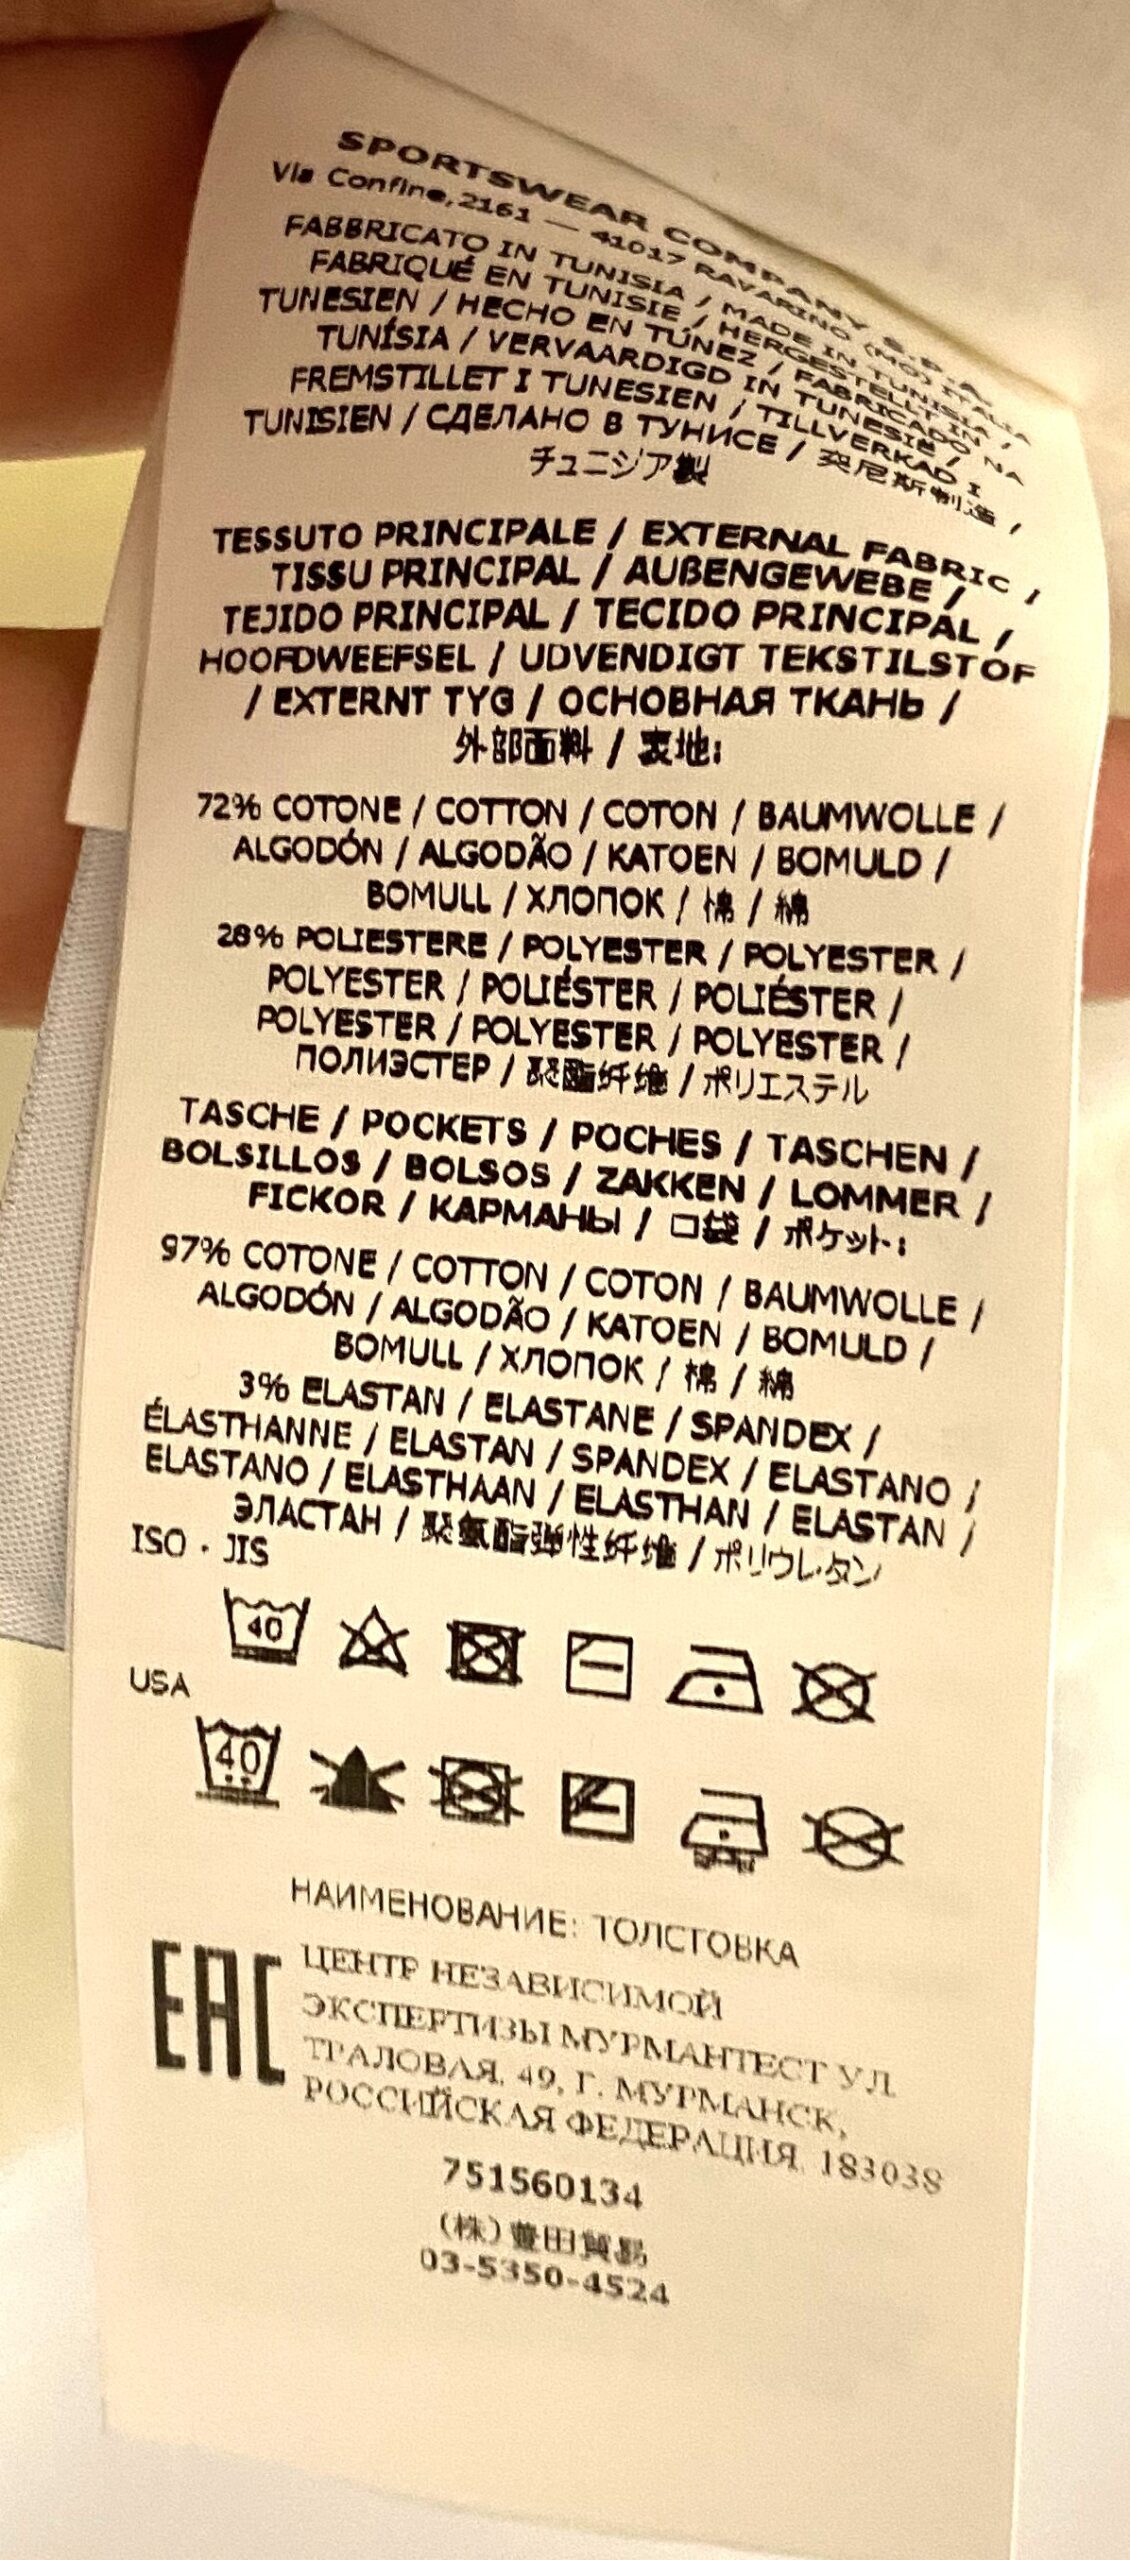 SPORTSWEAR COMPANY S.P.A.
Via Confine, 2161 — 41017 RAVARINO (MO) ITALIA
FABBRICATO IN TUNISIA / MADE IN TUNISIA /
FABRIQUÉ EN TUNISIE / HERGESTELLT IN
TUNESIEN / HECHO EN TÚNEZ / FABRICADO NA
TUNÍSIA / VERVAARDIGD IN TUNESIË /
FREMSTILLET I TUNESIEN / TILLVERKAD I
TUNISIEN / СДЕЛАНО В ТУНИСЕ / 突尼斯制造 /
チュニジア製
TESSUTO PRINCIPALE / EXTERNAL FABRIC /
TISSU PRINCIPAL / AUßENGEWEBE /
TEJIDO PRINCIPAL / TECIDO PRINCIPAL /
HOOFDWEEFSEL / UDVENDIGT TEKSTILSTOF
/ EXTERNT TYG / ОСНОВНАЯ ТКАНЬ /
外部面料 / 表地:
72% COTONE / COTTON / COTON / BAUMWOLLE /
ALGODÓN / ALGODÃO / KATOEN / BOMULD /
BOMULL / ХЛОПОК / 棉 / 綿
28% POLIESTERE / POLYESTER / POLYESTER /
POLYESTER / POLIÉSTER / POLIÉSTER /
POLYESTER / POLYESTER / POLYESTER /
ПОЛИЭСТЕР / 聚酯纤维 / ポリエステル
TASCHE / POCKETS / POCHES / TASCHEN /
BOLSILLOS / BOLSOS / ZAKKEN / LOMMER /
FICKOR / КАРМАНЫ / 口袋 / ポケット:
97% COTONE / COTTON / COTON / BAUMWOLLE /
ALGODÓN / ALGODÃO / KATOEN / BOMULD /
BOMULL / ХЛОПОК / 棉 / 綿
3% ELASTAN / ELASTANE / SPANDEX /
ÉLASTHANNE / ELASTAN / SPANDEX / ELASTANO /
ELASTANO / ELASTHAAN / ELASTHAN / ELASTAN /
ЭЛАСТАН / 聚氨酯弹性纤维 / ポリウレタン
ISO · JIS
40
USA
40
НАИМЕНОВАНИЕ: ТОЛСТОВКА
EAC
ЦЕНТР НЕЗАВИСИМОЙ
ЭКСПЕРТИЗЫ МУРМАНТЕСТ УЛ.
ТРАЛОВАЯ, 49, Г. МУРМАНСК,
РОССИЙСКАЯ ФЕДЕРАЦИЯ, 183038
751560134
(株) 豊田貿易
03-5350-4524